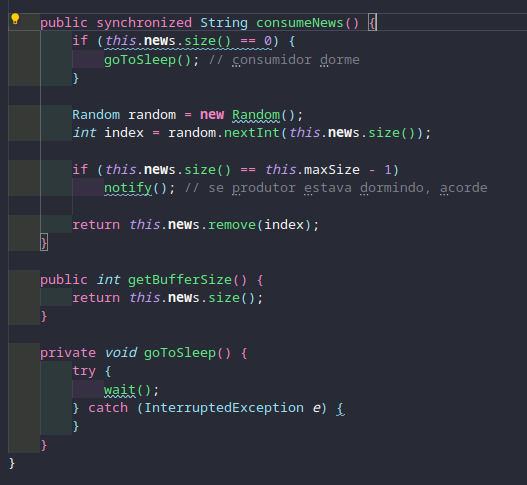 public synchronized String consumeNews() {
if (this.news.size() == 0) {
goToSleep(); // consumidor dorme
}
Random random = new Random();
int index = random.nextInt(this.news.size());
if (this.news.size() == this.maxSize - 1)
notify(); // se produtor estava dormindo, acorde
return this.news.remove(index);
}
public int getBufferSize() {
return this.news.size();
}
private void goToSleep() {
try {
wait();
} catch (InterruptedException e) {
}
}
}